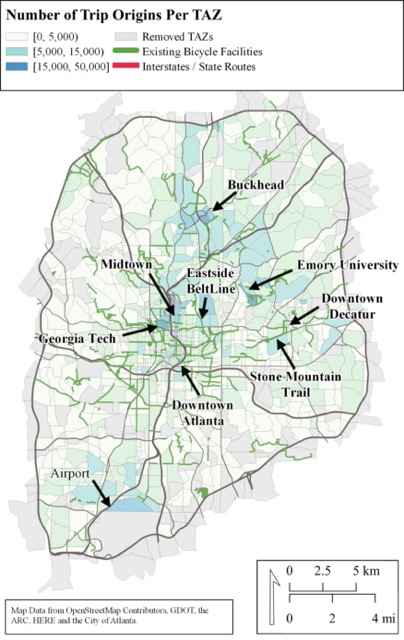 Number of Trip Origins Per TAZ
[0, 5,000)
Removed TAZs
[5,000, 15,000)
Existing Bicycle Facilities
[15,000, 50,000]
Interstates / State Routes
Buckhead
Midtown
Eastside
BeltLine
Emory University
Downtown
Decatur
Georgia Tech
Stone Mountain
Trail
Downtown
Atlanta
Airport
0 2.5 5 km
0 2 4 mi
Map Data from OpenStreetMap Contributors, GDOT, the
ARC, HERE and the City of Atlanta.